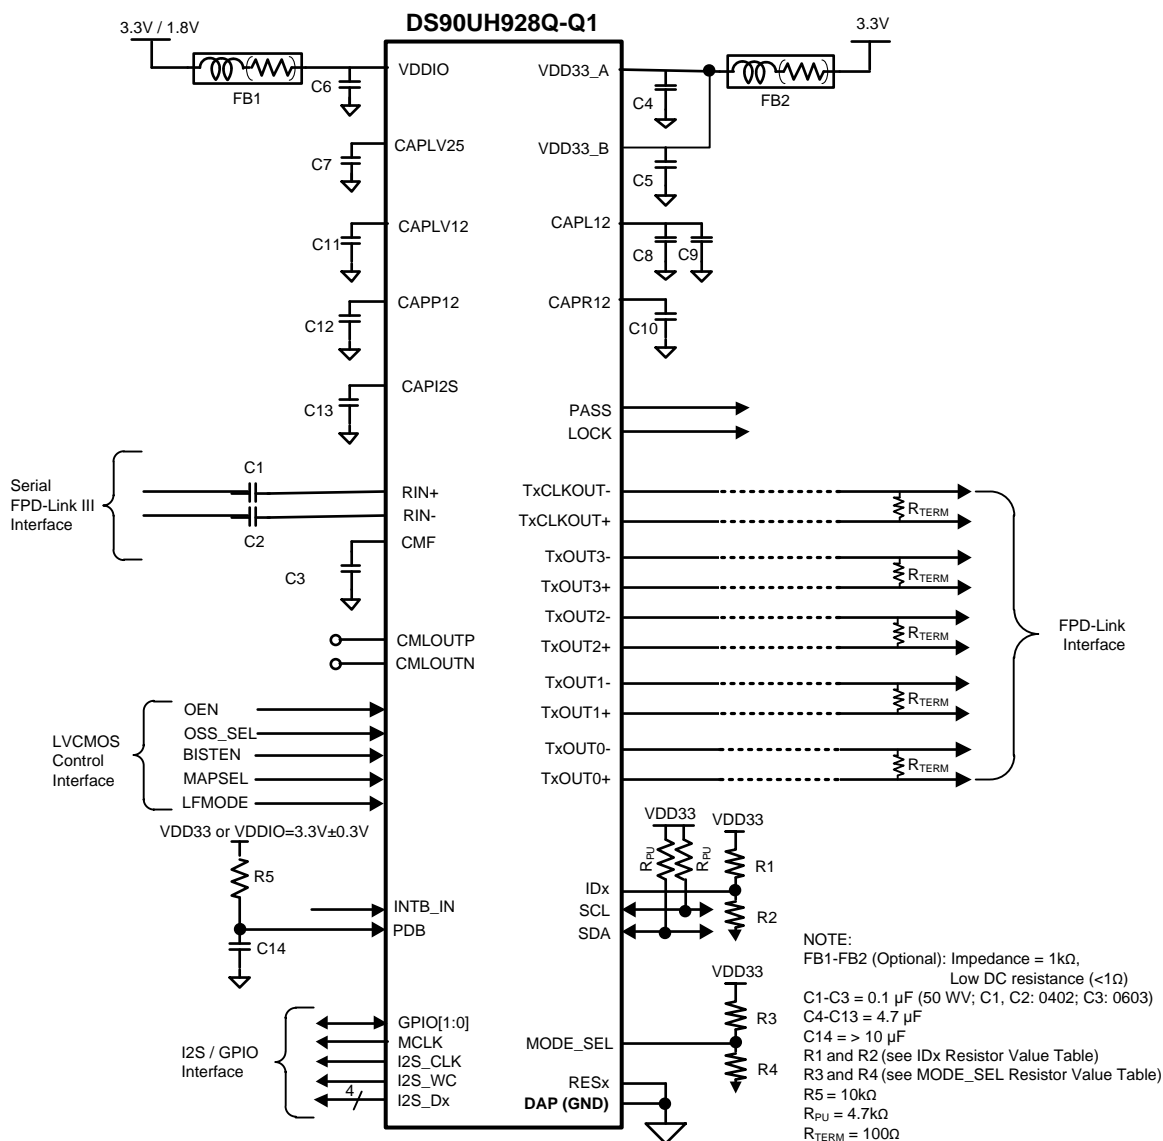 DS90UH928Q-Q1
3.3V / 1.8V
FB1
C6
VDDIO
C7
CAPLV25
C11
CAPLV12
C12
CAPP12
C13
CAPI2S
Serial
FPD-Link III
Interface
C1
C2
RIN+
RIN-
C3
CMF
CMLOUTP
CMLOUTN
LVCMOS
Control
Interface
OEN
OSS_SEL
BISTEN
MAPSEL
LFMODE
VDD33 or VDDIO=3.3V±0.3V
R5
C14
INTB_IN
PDB
I2S / GPIO
Interface
GPIO[1:0]
MCLK
I2S_CLK
I2S_WC
4
I2S_Dx
3.3V
FB2
VDD33_A
C4
VDD33_B
C5
CAPL12
C8
C9
CAPR12
C10
PASS
LOCK
TxCLKOUT-
TxCLKOUT+
RTERM
TxOUT3-
TxOUT3+
RTERM
TxOUT2-
TxOUT2+
RTERM
TxOUT1-
TxOUT1+
RTERM
TxOUT0-
TxOUT0+
RTERM
FPD-Link
Interface
VDD33
VDD33
RPU
RPU
R1
R2
IDx
SCL
SDA
VDD33
R3
R4
MODE_SEL
RESx
DAP (GND)
NOTE:
FB1-FB2 (Optional): Impedance = 1kΩ,
Low DC resistance (<1Ω)
C1-C3 = 0.1 µF (50 WV; C1, C2: 0402; C3: 0603)
C4-C13 = 4.7 µF
C14 = > 10 µF
R1 and R2 (see IDx Resistor Value Table)
R3 and R4 (see MODE_SEL Resistor Value Table)
R5 = 10kΩ
RPU = 4.7kΩ
RTERM = 100Ω